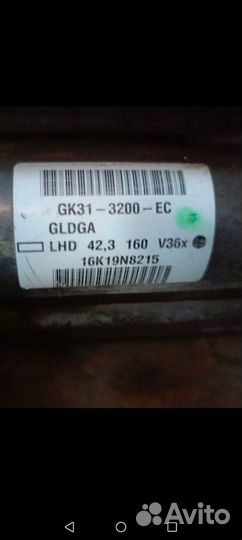 GK31-3200-EC
GLDGA
LHD 42,3 160 V36x
16K19N8215
Avito